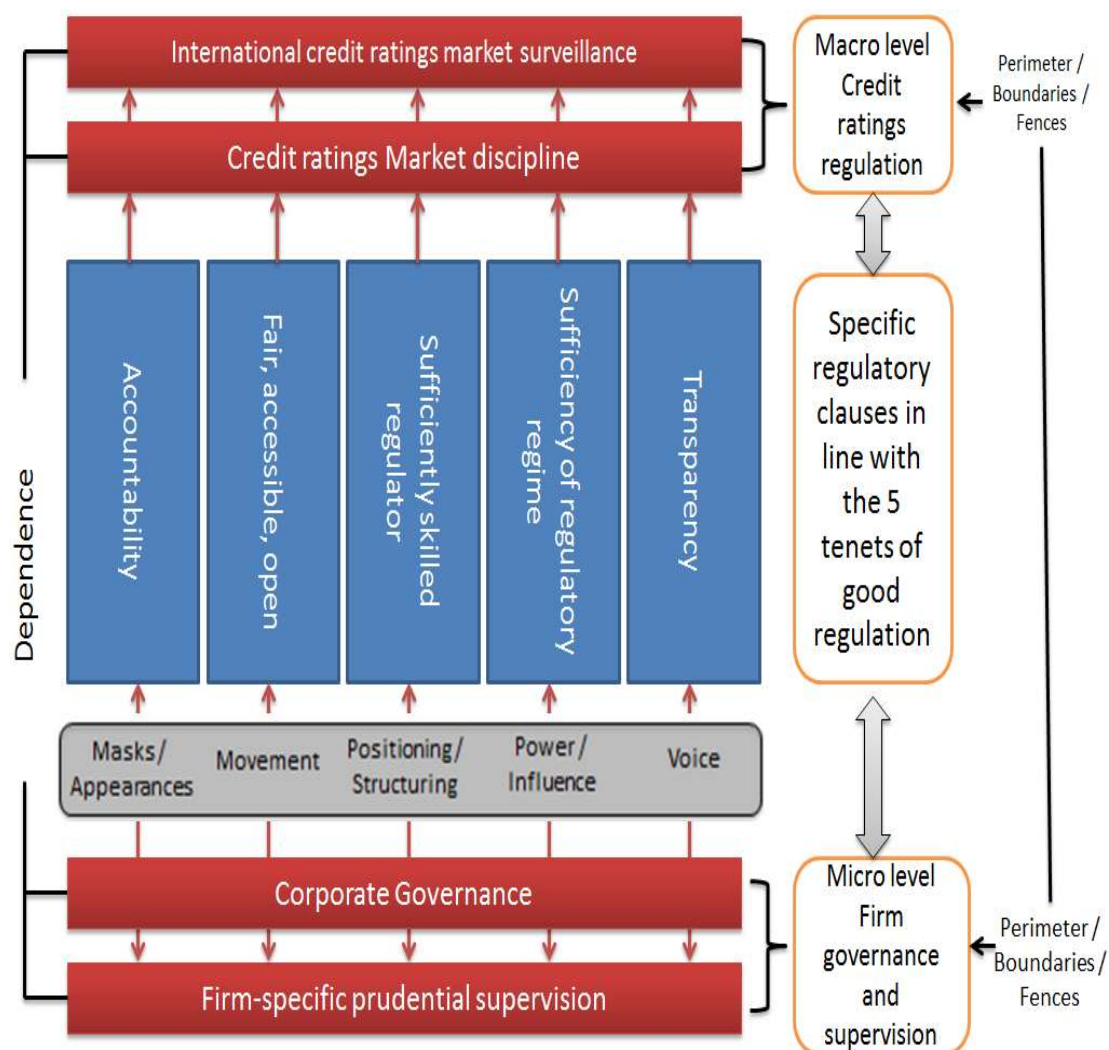 International credit ratings market surveillance
Credit ratings Market discipline
Macro level
Credit
ratings
regulation
Perimeter /
Boundaries /
Fences
Dependence
Accountability
Fair, accessible, open
Sufficiently skilled
regulator
Sufficiency of regulatory
regime
Transparency
Specific
regulatory
clauses in
line with
the 5
tenets of
good
regulation
Masks/
Appearances
Movement
Positioning/
Structuring
Power/
Influence
Voice
Corporate Governance
Firm-specific prudential supervision
Micro level
Firm
governance
and
supervision
Perimeter /
Boundaries /
Fences